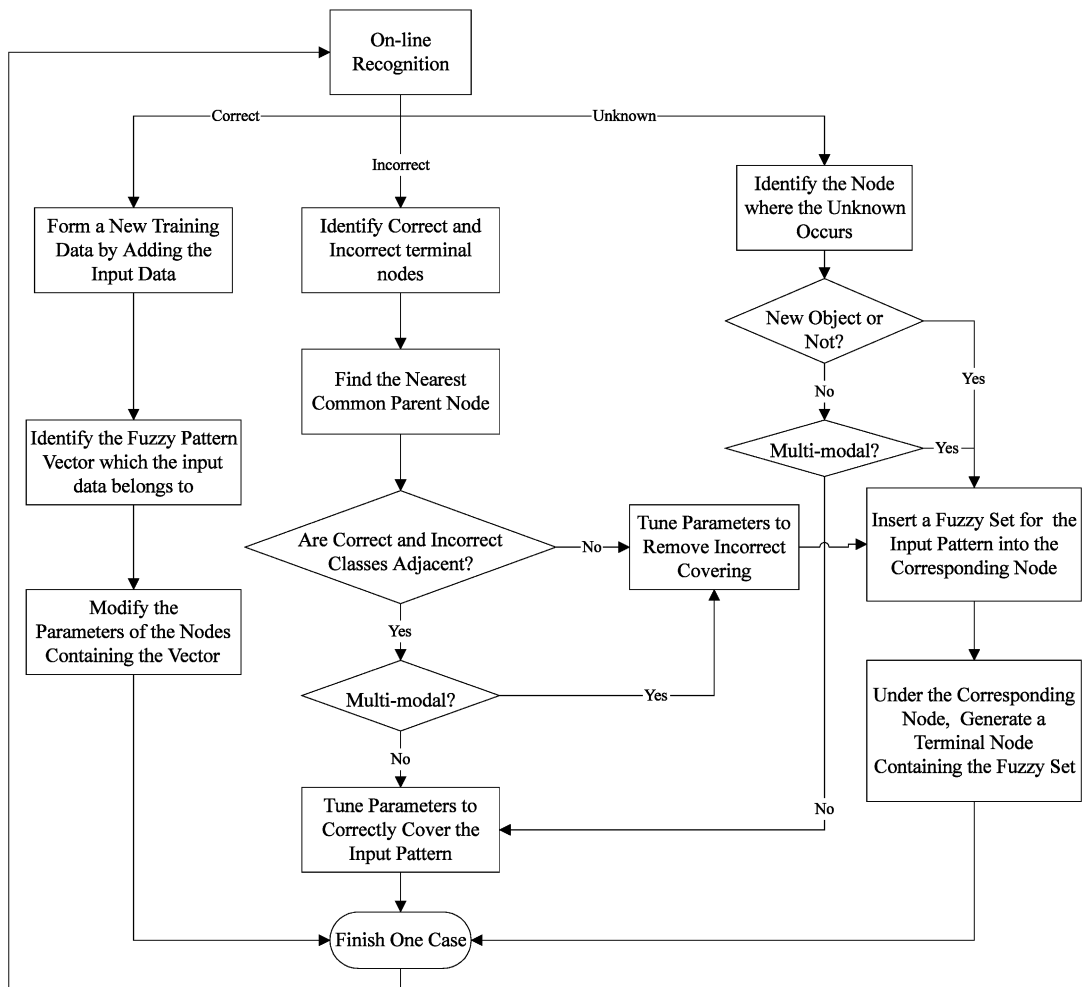 On-line
Recognition
Correct
Unknown
Incorrect
Identify the Node
where the Unknown
Occurs
Form a New Training
Data by Adding the
Input Data
Identify Correct and
Incorrect terminal
nodes
New Object or
Not?
Yes
No
Find the Nearest
Common Parent Node
Identify the Fuzzy Pattern
Vector which the input
data belongs to
Multi-modal?
Yes
Are Correct and Incorrect
Classes Adjacent?
No
Tune Parameters to
Remove Incorrect
Covering
Insert a Fuzzy Set for the
Input Pattern into the
Corresponding Node
Modify the
Parameters of the Nodes
Containing the Vector
Yes
Multi-modal?
Yes
Under the Corresponding
Node, Generate a
Terminal Node
Containing the Fuzzy Set
No
No
Tune Parameters to
Correctly Cover the
Input Pattern
Finish One Case